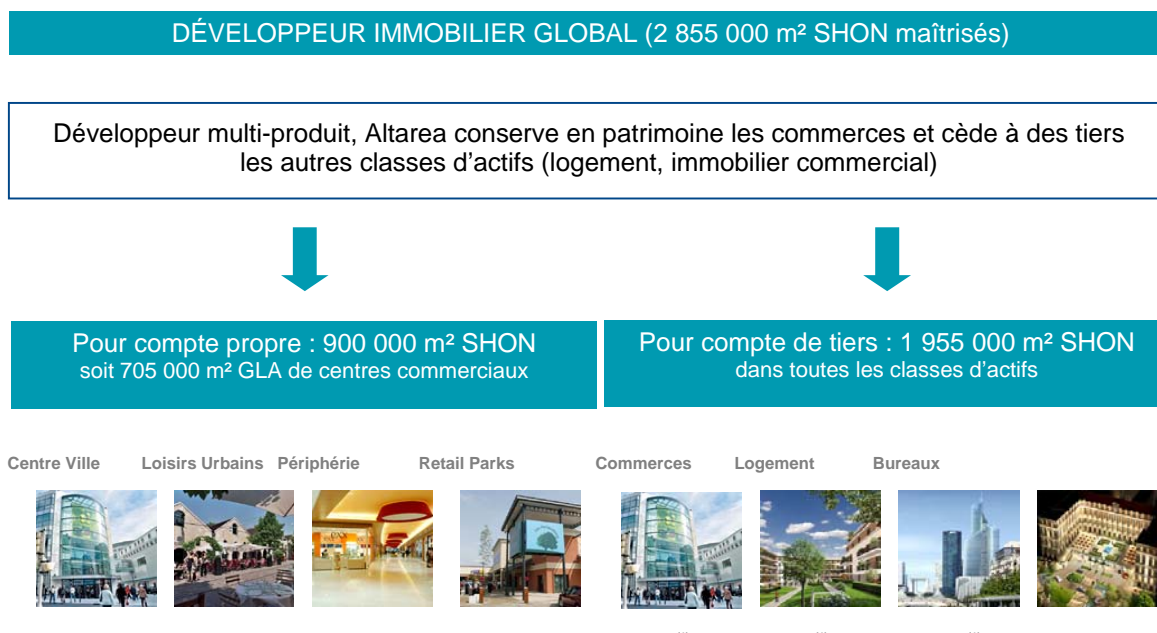 DÉVELOPPEUR IMMOBILIER GLOBAL (2 855 000 m² SHON maîtrisés)
Développeur multi-produit, Altarea conserve en patrimoine les commerces et cède à des tiers
les autres classes d'actifs (logement, immobilier commercial)
Pour compte propre : 900 000 m² SHON
soit 705 000 m² GLA de centres commerciaux
Pour compte de tiers : 1 955 000 m² SHON
dans toutes les classes d'actifs
Centre Ville Loisirs Urbains Périphérie Retail Parks Commerces Logement Bureaux